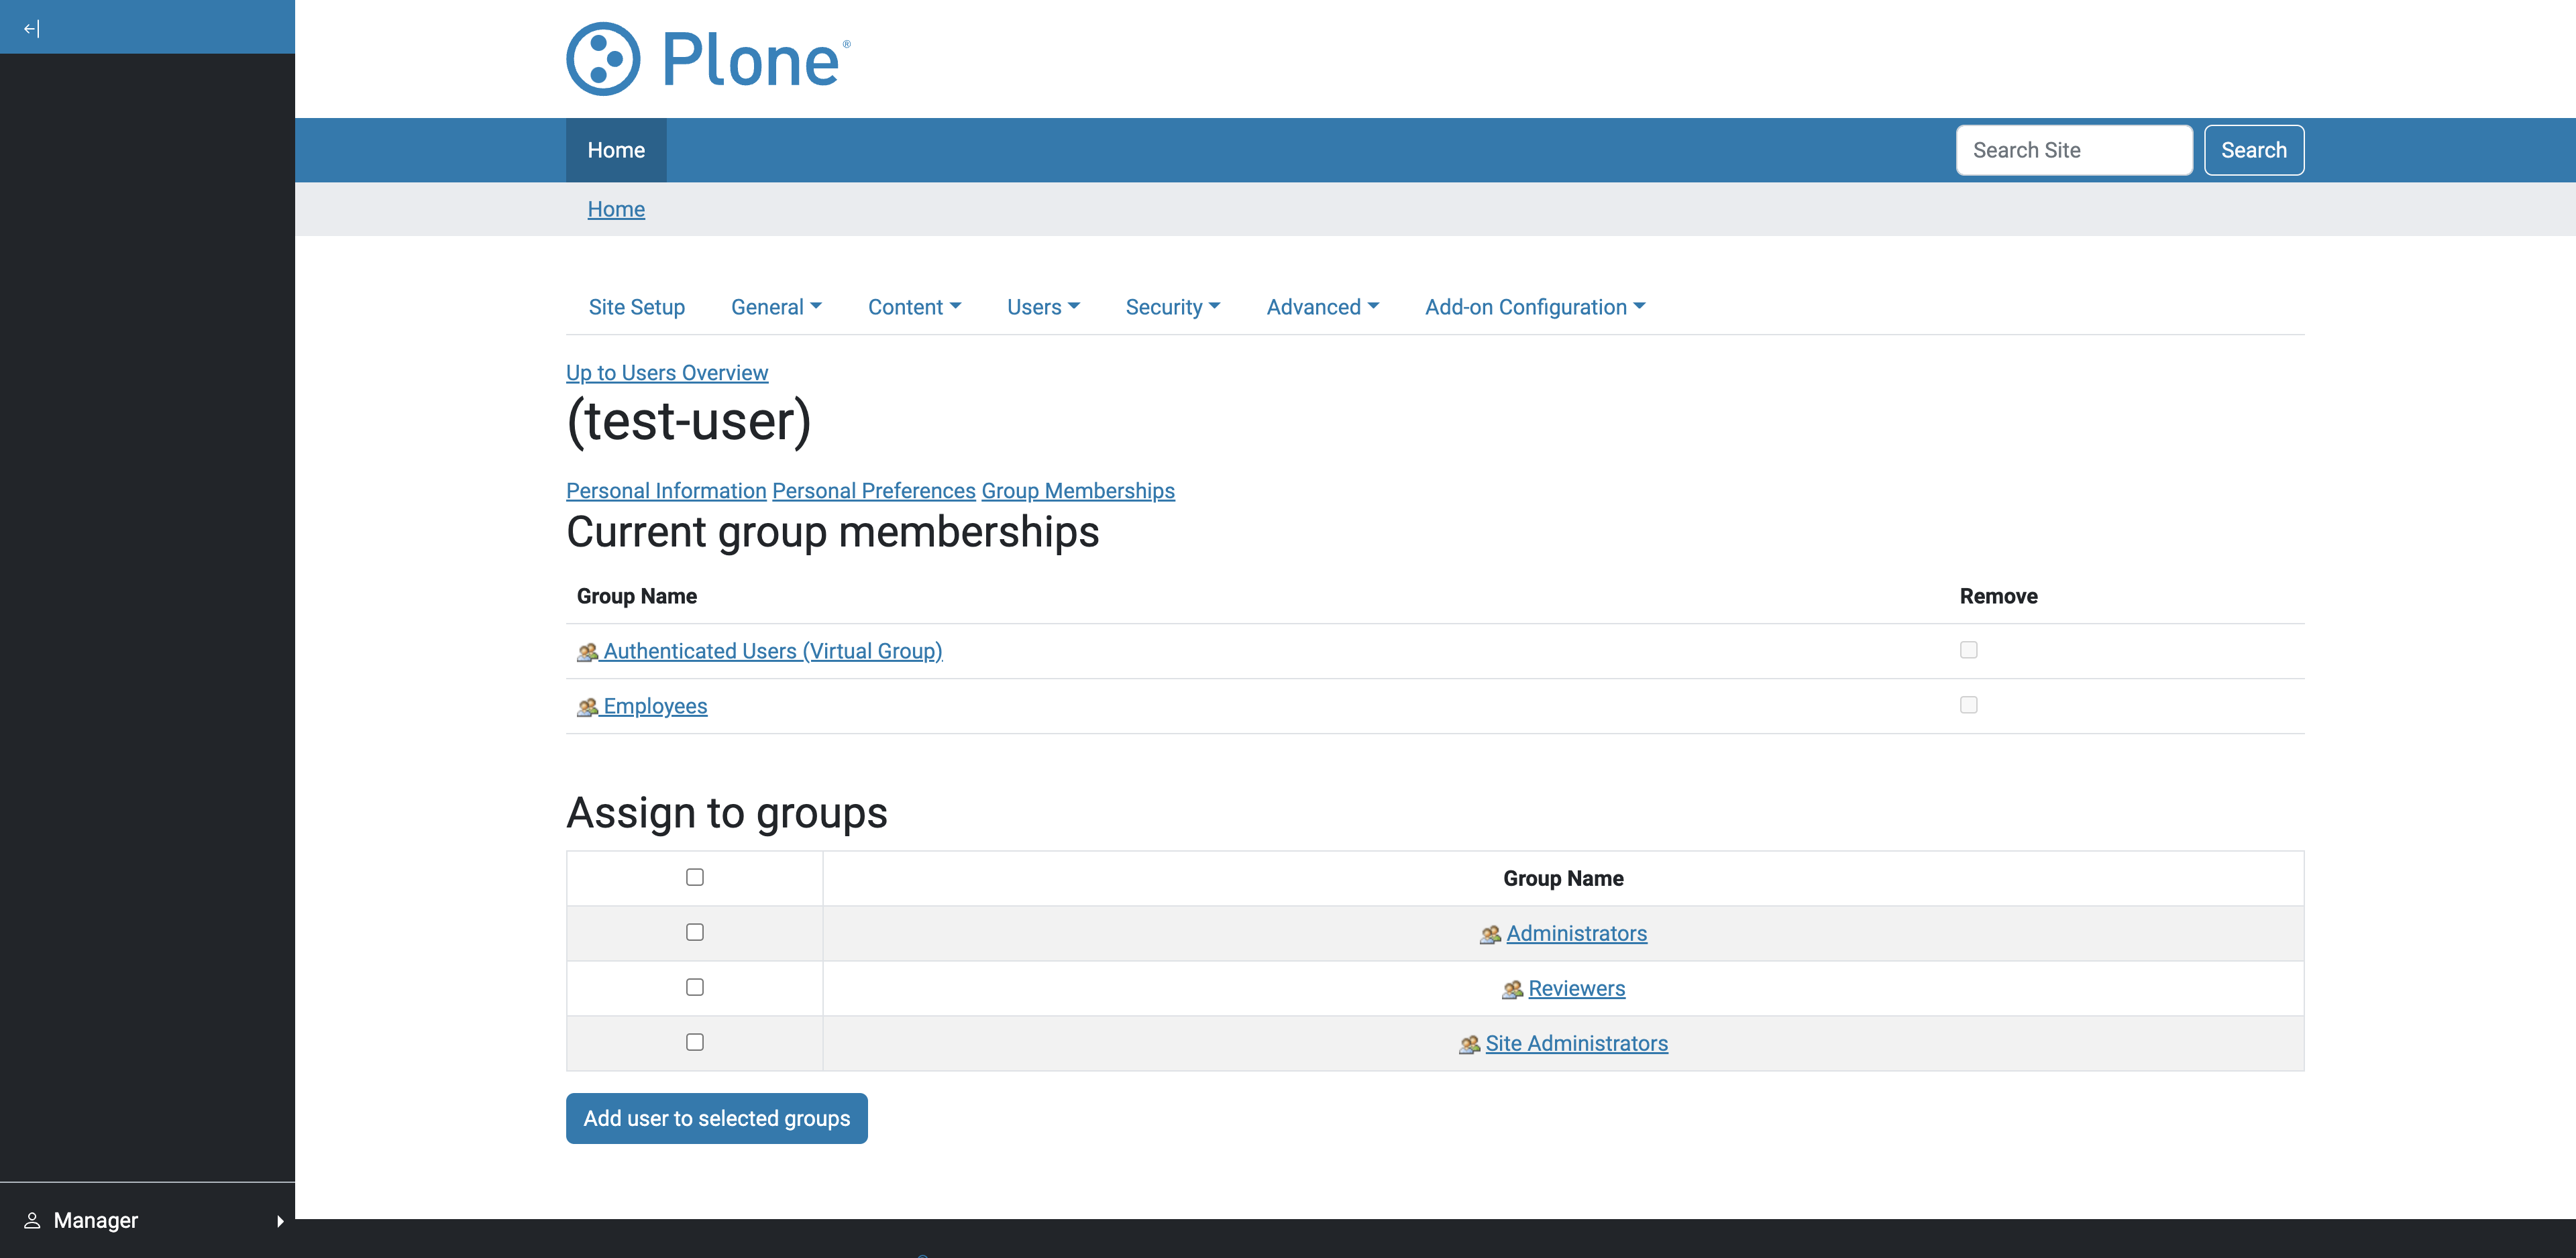 Plone®
Home Search Site Search
Home
Site Setup General Content Users Security Advanced Add-on Configuration
Up to Users Overview
(test-user)
Personal Information Personal Preferences Group Memberships
Current group memberships
Group Name Remove
Authenticated Users (Virtual Group)
Employees
Assign to groups
Group Name
Administrators
Reviewers
Site Administrators
Add user to selected groups
Manager